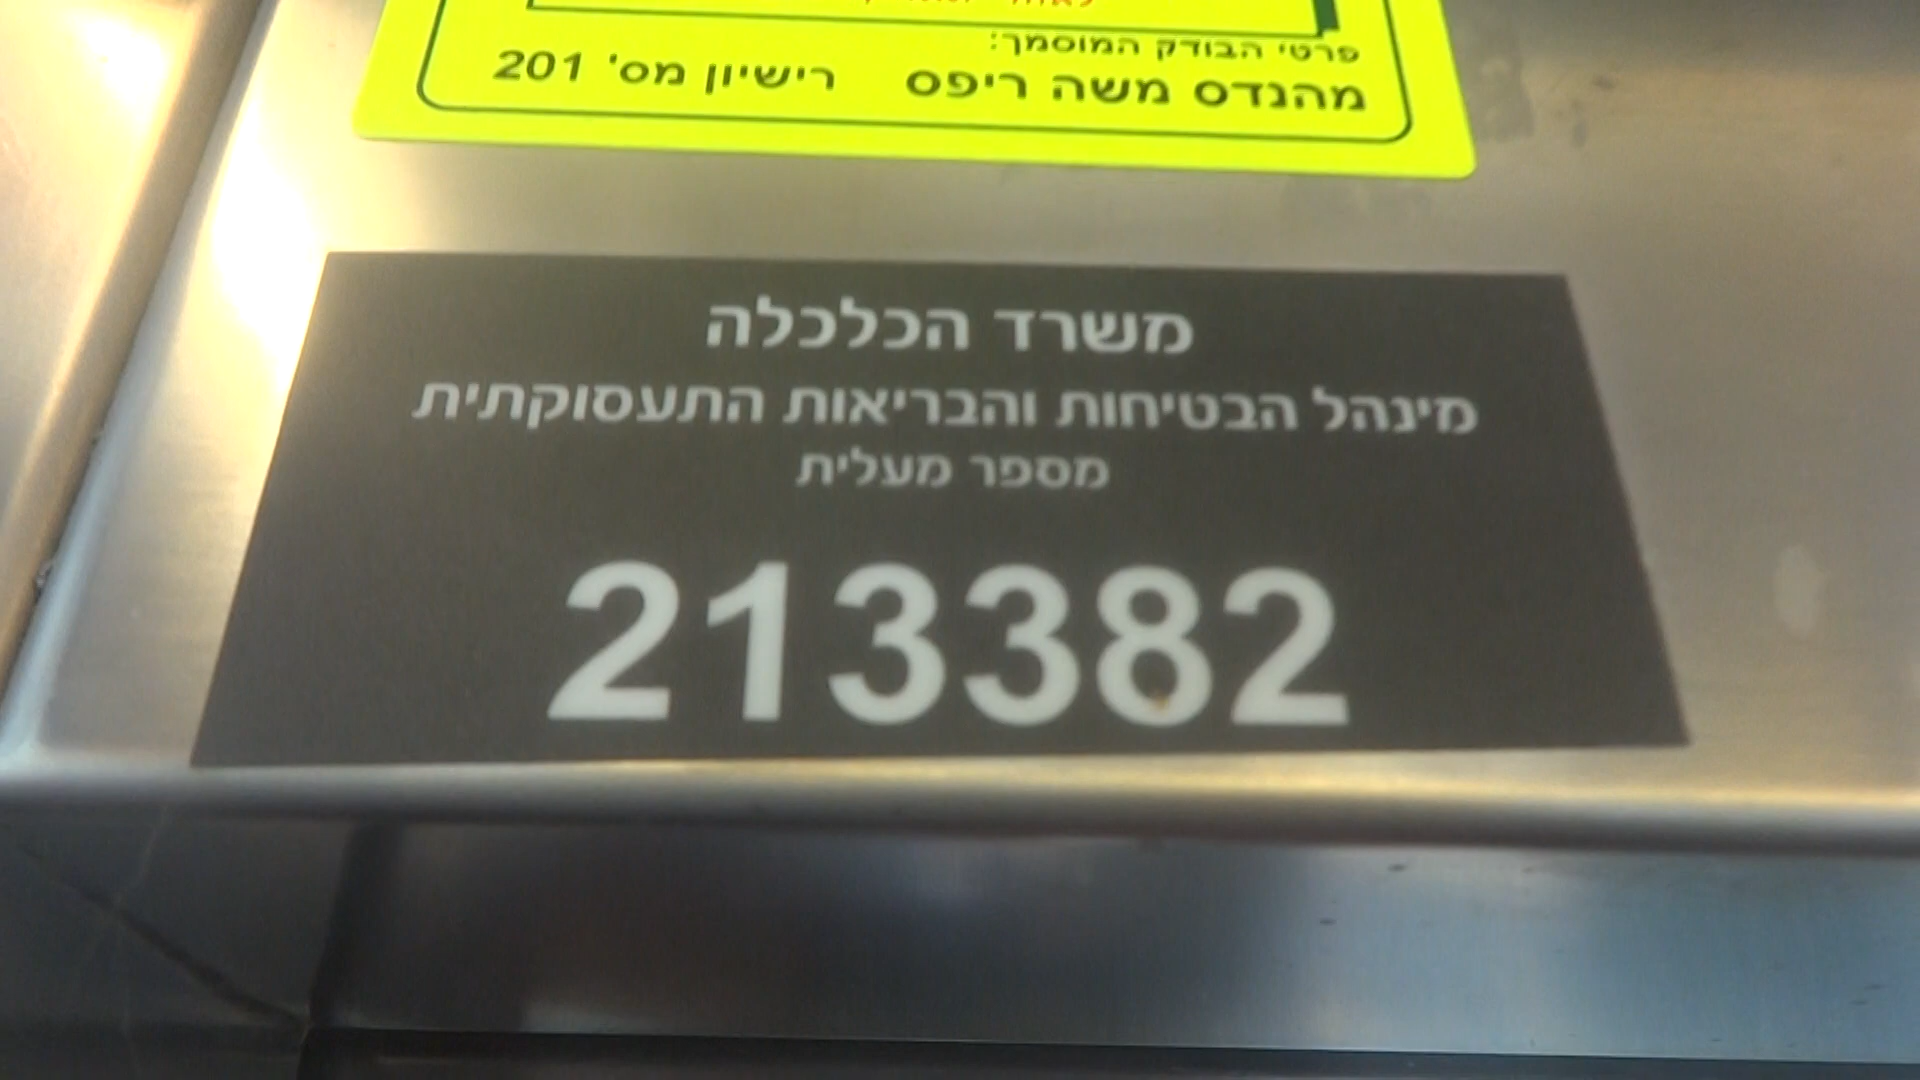 פרטי הבודק המוסמך:
מהנדס משה ריפס רישיון מס' 201
משרד הכלכלה
מינהל הבטיחות והבריאות התעסוקתית
מספר מעלית
213382